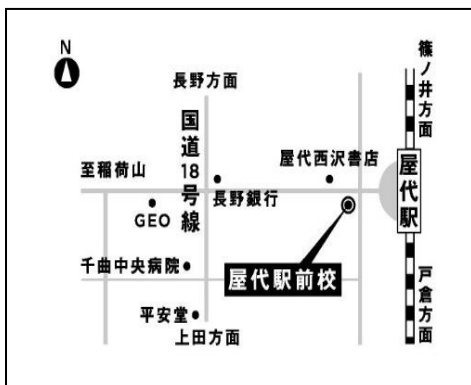 N
長野方面
篠ノ井方面
国道18号線
屋代西沢書店
至稲荷山
長野銀行
GEO
屋代駅
千曲中央病院
屋代駅前校
戸倉方面
平安堂
上田方面